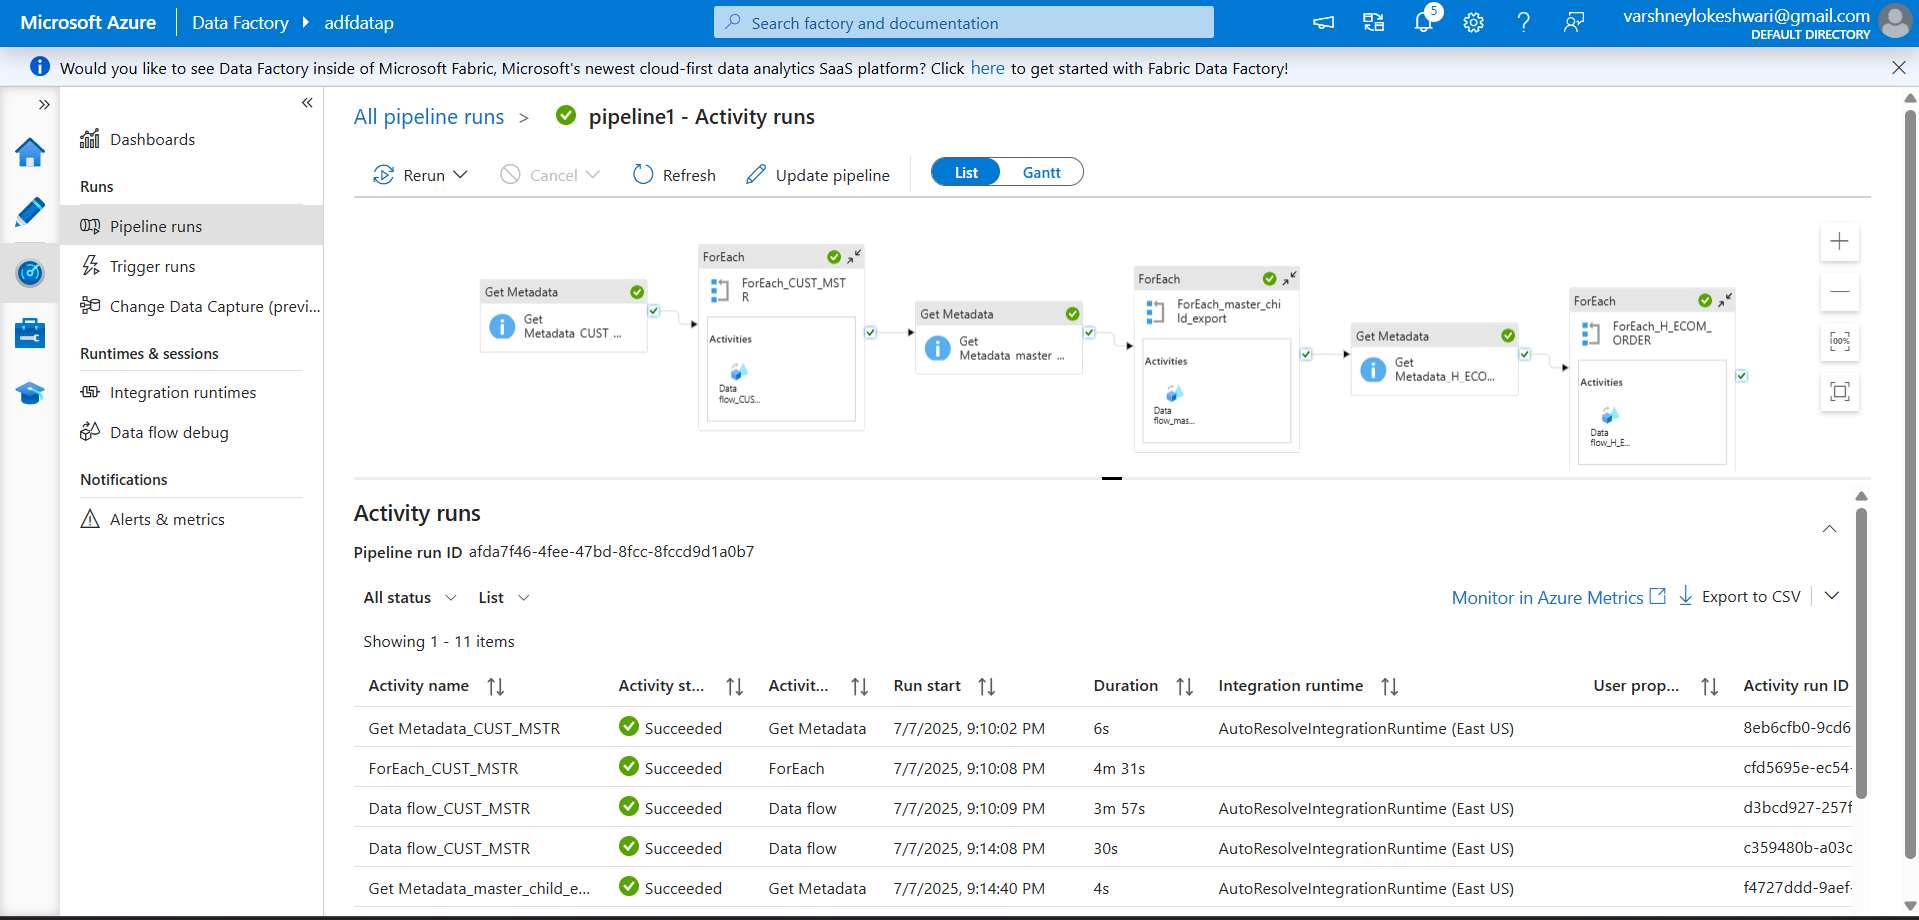 Microsoft Azure
Data Factory
adfdatap
Search factory and documentation
5
varshneylokeshwari@gmail.com
DEFAULT DIRECTORY
Would you like to see Data Factory inside of Microsoft Fabric, Microsoft's newest cloud-first data analytics SaaS platform? Click here to get started with Fabric Data Factory!
Dashboards
Runs
Pipeline runs
Trigger runs
Change Data Capture (previ...
Runtimes & sessions
Integration runtimes
Data flow debug
Notifications
Alerts & metrics
All pipeline runs > pipeline1 - Activity runs
Rerun
Cancel
Refresh
Update pipeline
List
Gantt
Get Metadata
Get
Metadata_CUST ...
ForEach
ForEach_CUST_MST
R
Activities
Data
flow_CUS...
Get Metadata
Get
Metadata master ...
ForEach
ForEach_master_chi
ld_export
Activities
Data
flow_mas...
Get Metadata
Get
Metadata_H_ECO...
ForEach
ForEach_H_ECOM_
ORDER
Activities
Data
flow_H_E...
100%
Activity runs
Pipeline run ID afda7f46-4fee-47bd-8fcc-8fccd9d1a0b7
All status
List
Monitor in Azure Metrics
Export to CSV
Showing 1 - 11 items
Activity name Activity st... Activit... Run start Duration Integration runtime User prop... Activity run ID
Get Metadata_CUST_MSTR Succeeded Get Metadata 7/7/2025, 9:10:02 PM 6s AutoResolveIntegrationRuntime (East US) 8eb6cfb0-9cd6
ForEach_CUST_MSTR Succeeded ForEach 7/7/2025, 9:10:08 PM 4m 31s cfd5695e-ec54-
Data flow_CUST_MSTR Succeeded Data flow 7/7/2025, 9:10:09 PM 3m 57s AutoResolveIntegrationRuntime (East US) d3bcd927-257f
Data flow_CUST_MSTR Succeeded Data flow 7/7/2025, 9:14:08 PM 30s AutoResolveIntegrationRuntime (East US) c359480b-a03c
Get Metadata_master_child_e... Succeeded Get Metadata 7/7/2025, 9:14:40 PM 4s AutoResolveIntegrationRuntime (East US) f4727ddd-9aef-